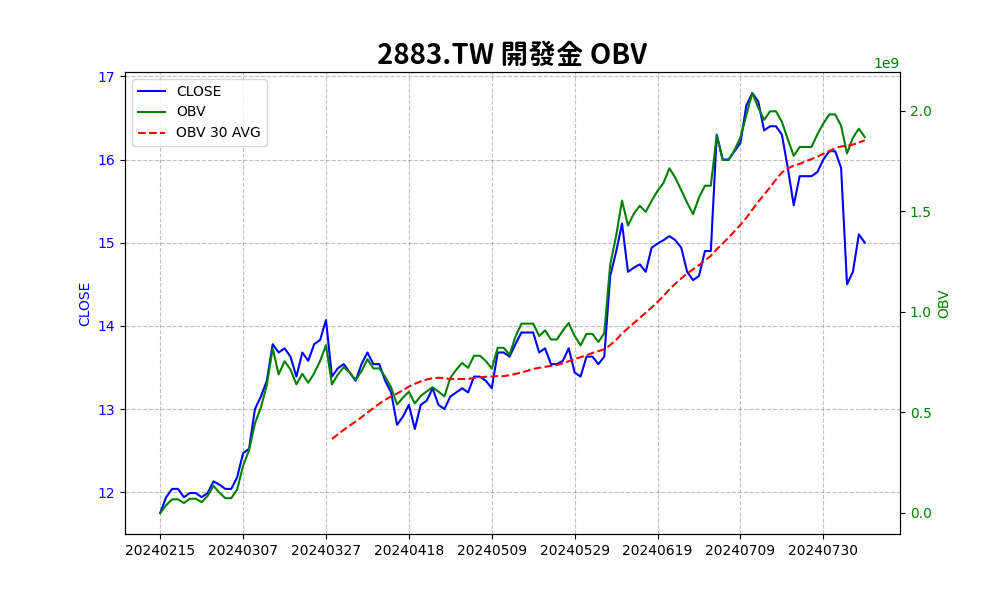 2883.TW 開發金 OBV
1e9
CLOSE
OBV
OBV 30 AVG
17
16
15
14
13
12
CLOSE
2.0
1.5
1.0
0.5
0.0
OBV
20240215 20240307 20240327 20240418 20240509 20240529 20240619 20240709 20240730